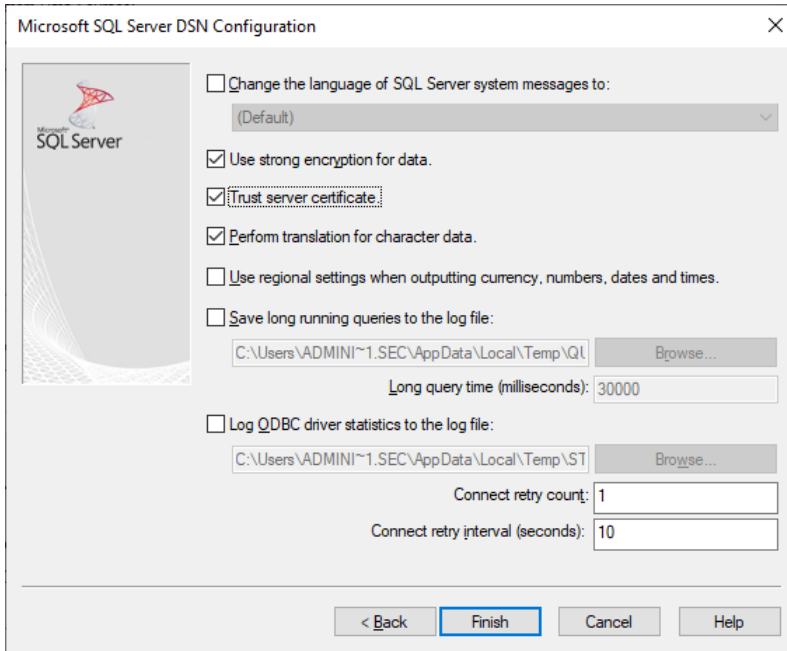 Microsoft SQL Server DSN Configuration
Microsoft
SQL Server
Change the language of SQL Server system messages to:
(Default)
Use strong encryption for data.
Trust server certificate.
Perform translation for character data.
Use regional settings when outputting currency, numbers, dates and times.
Save long running queries to the log file:
C:\Users\ADMINI~1.SEC\AppData\Local\Temp\QU Browse...
Long query time (milliseconds): 30000
Log ODBC driver statistics to the log file:
C:\Users\ADMINI~1.SEC\AppData\Local\Temp\ST Browse...
Connect retry count: 1
Connect retry interval (seconds): 10
< Back Finish Cancel Help